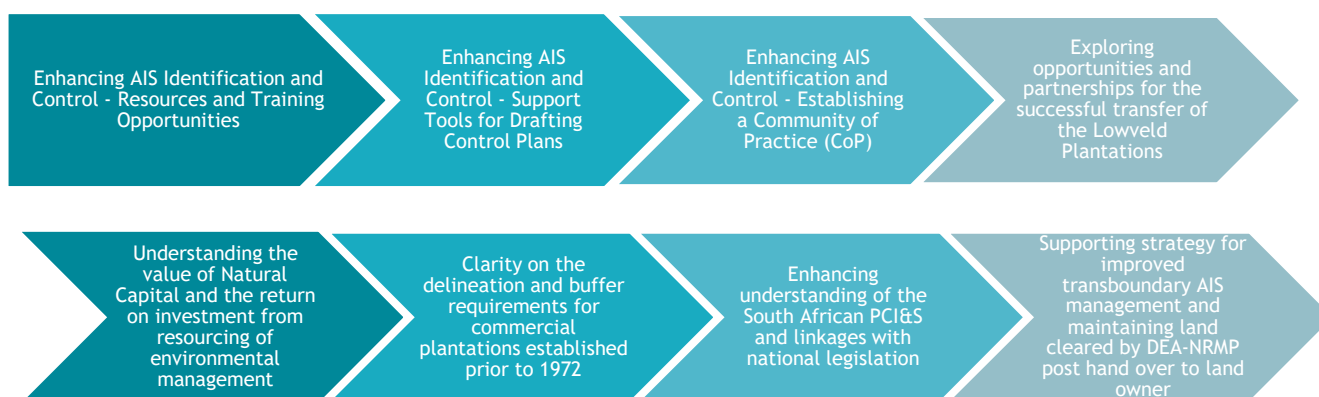 Enhancing AIS Identification and
Control - Resources and Training
Opportunities
Enhancing AIS
Identification and
Control - Support
Tools for Drafting
Control Plans
Enhancing AIS
Identification and
Control - Establishing
a Community of
Practice (CoP)
Exploring
opportunities and
partnerships for the
successful transfer of
the Lowveld
Plantations
Understanding the
value of Natural
Capital and the return
on investment from
resourcing of
environmental
management
Clarity on the
delineation and buffer
requirements for
commercial
plantations established
prior to 1972
Enhancing
understanding of the
South African PCI&S
and linkages with
national legislation
Supporting strategy for
improved
transboundary AIS
management and
maintaining land
cleared by DEA-NRMP
post hand over to land
owner